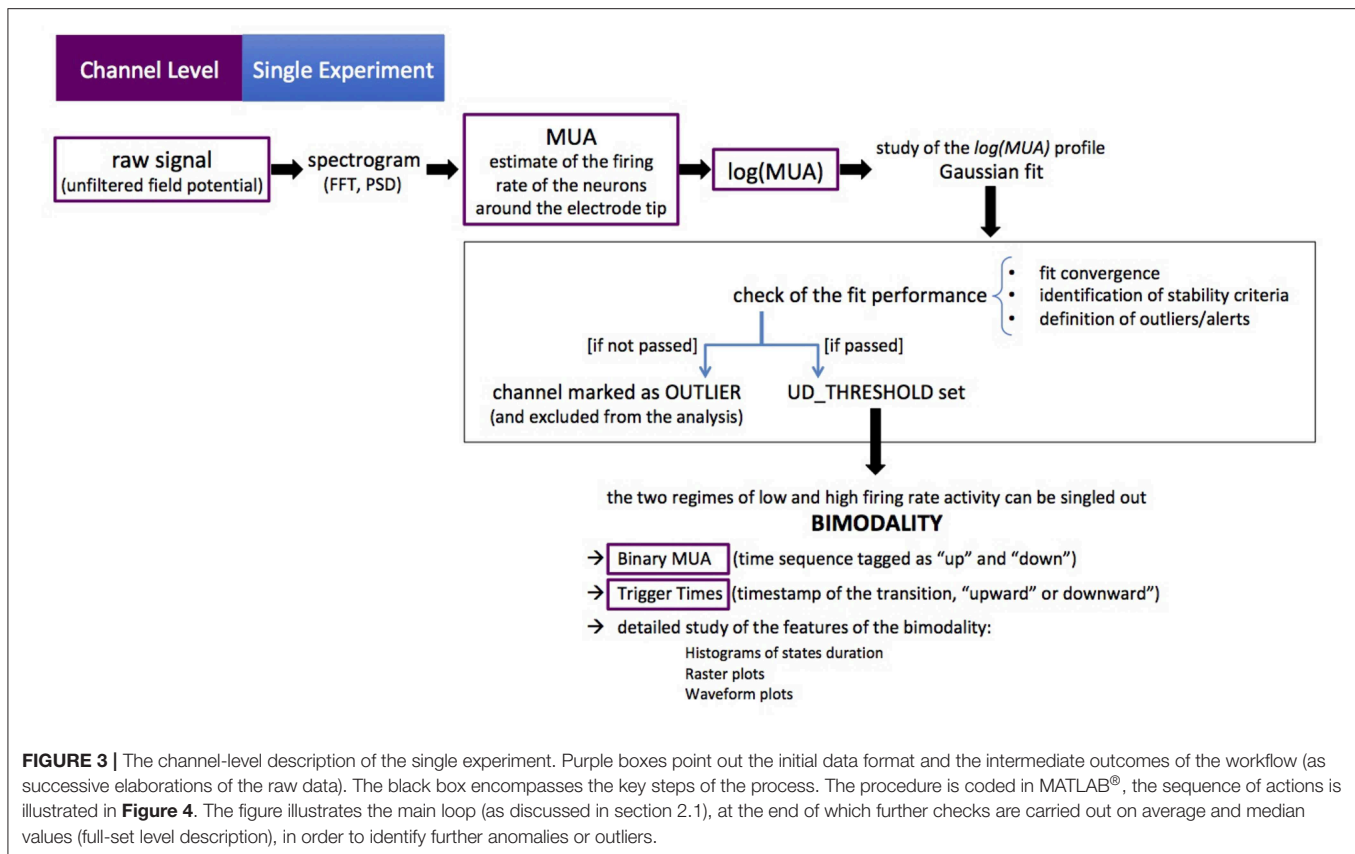 Channel Level
Single Experiment
raw signal
(unfiltered field potential)
spectrogram
(FFT, PSD)
MUA
estimate of the firing
rate of the neurons
around the electrode tip
log(MUA)
study of the log(MUA) profile
Gaussian fit
check of the fit performance
• fit convergence
• identification of stability criteria
• definition of outliers/alerts
[if not passed]
[if passed]
channel marked as OUTLIER
(and excluded from the analysis)
UD_THRESHOLD set
the two regimes of low and high firing rate activity can be singled out
BIMODALITY
→ Binary MUA (time sequence tagged as “up” and “down”)
→ Trigger Times (timestamp of the transition, “upward” or downward”)
→ detailed study of the features of the bimodality:
Histograms of states duration
Raster plots
Waveform plots
FIGURE 3 | The channel-level description of the single experiment. Purple boxes point out the initial data format and the intermediate outcomes of the workflow (as
successive elaborations of the raw data). The black box encompasses the key steps of the process. The procedure is coded in MATLAB®, the sequence of actions is
illustrated in Figure 4. The figure illustrates the main loop (as discussed in section 2.1), at the end of which further checks are carried out on average and median
values (full-set level description), in order to identify further anomalies or outliers.